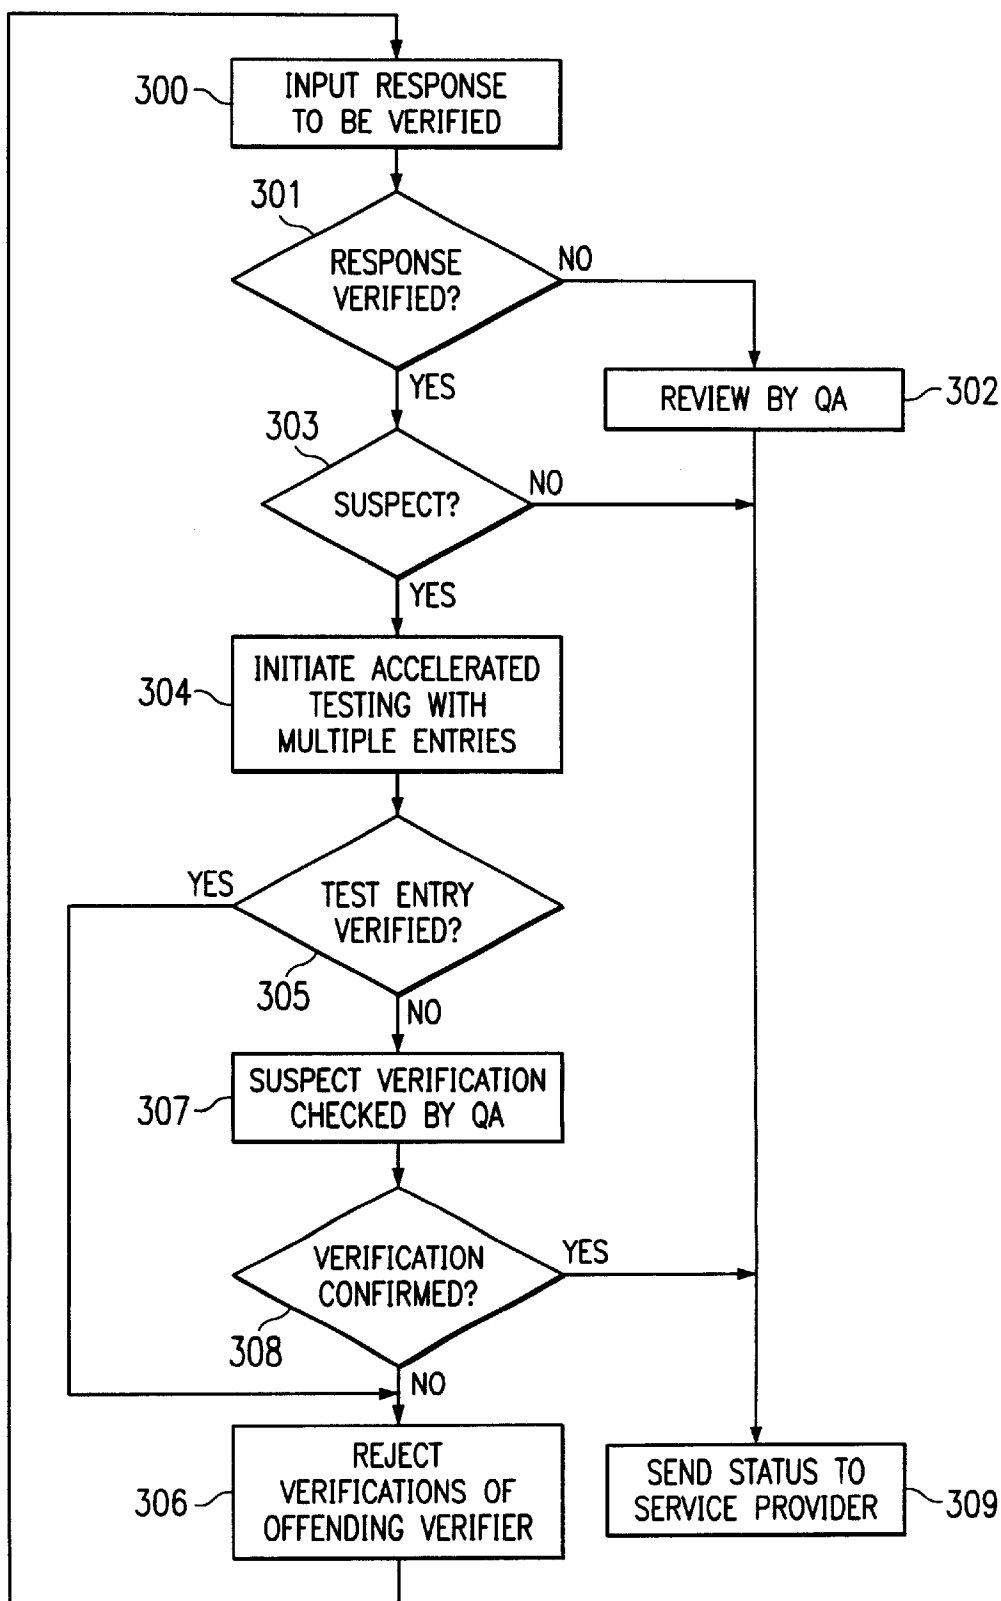 300
INPUT RESPONSE
TO BE VERIFIED
301
RESPONSE
VERIFIED?
NO
YES
REVIEW BY QA
302
303
SUSPECT?
NO
YES
304
INITIATE ACCELERATED
TESTING WITH
MULTIPLE ENTRIES
YES
TEST ENTRY
VERIFIED?
305
NO
307
SUSPECT VERIFICATION
CHECKED BY QA
VERIFICATION
CONFIRMED?
YES
308
NO
306
REJECT
VERIFICATIONS OF
OFFENDING VERIFIER
SEND STATUS TO
SERVICE PROVIDER
309